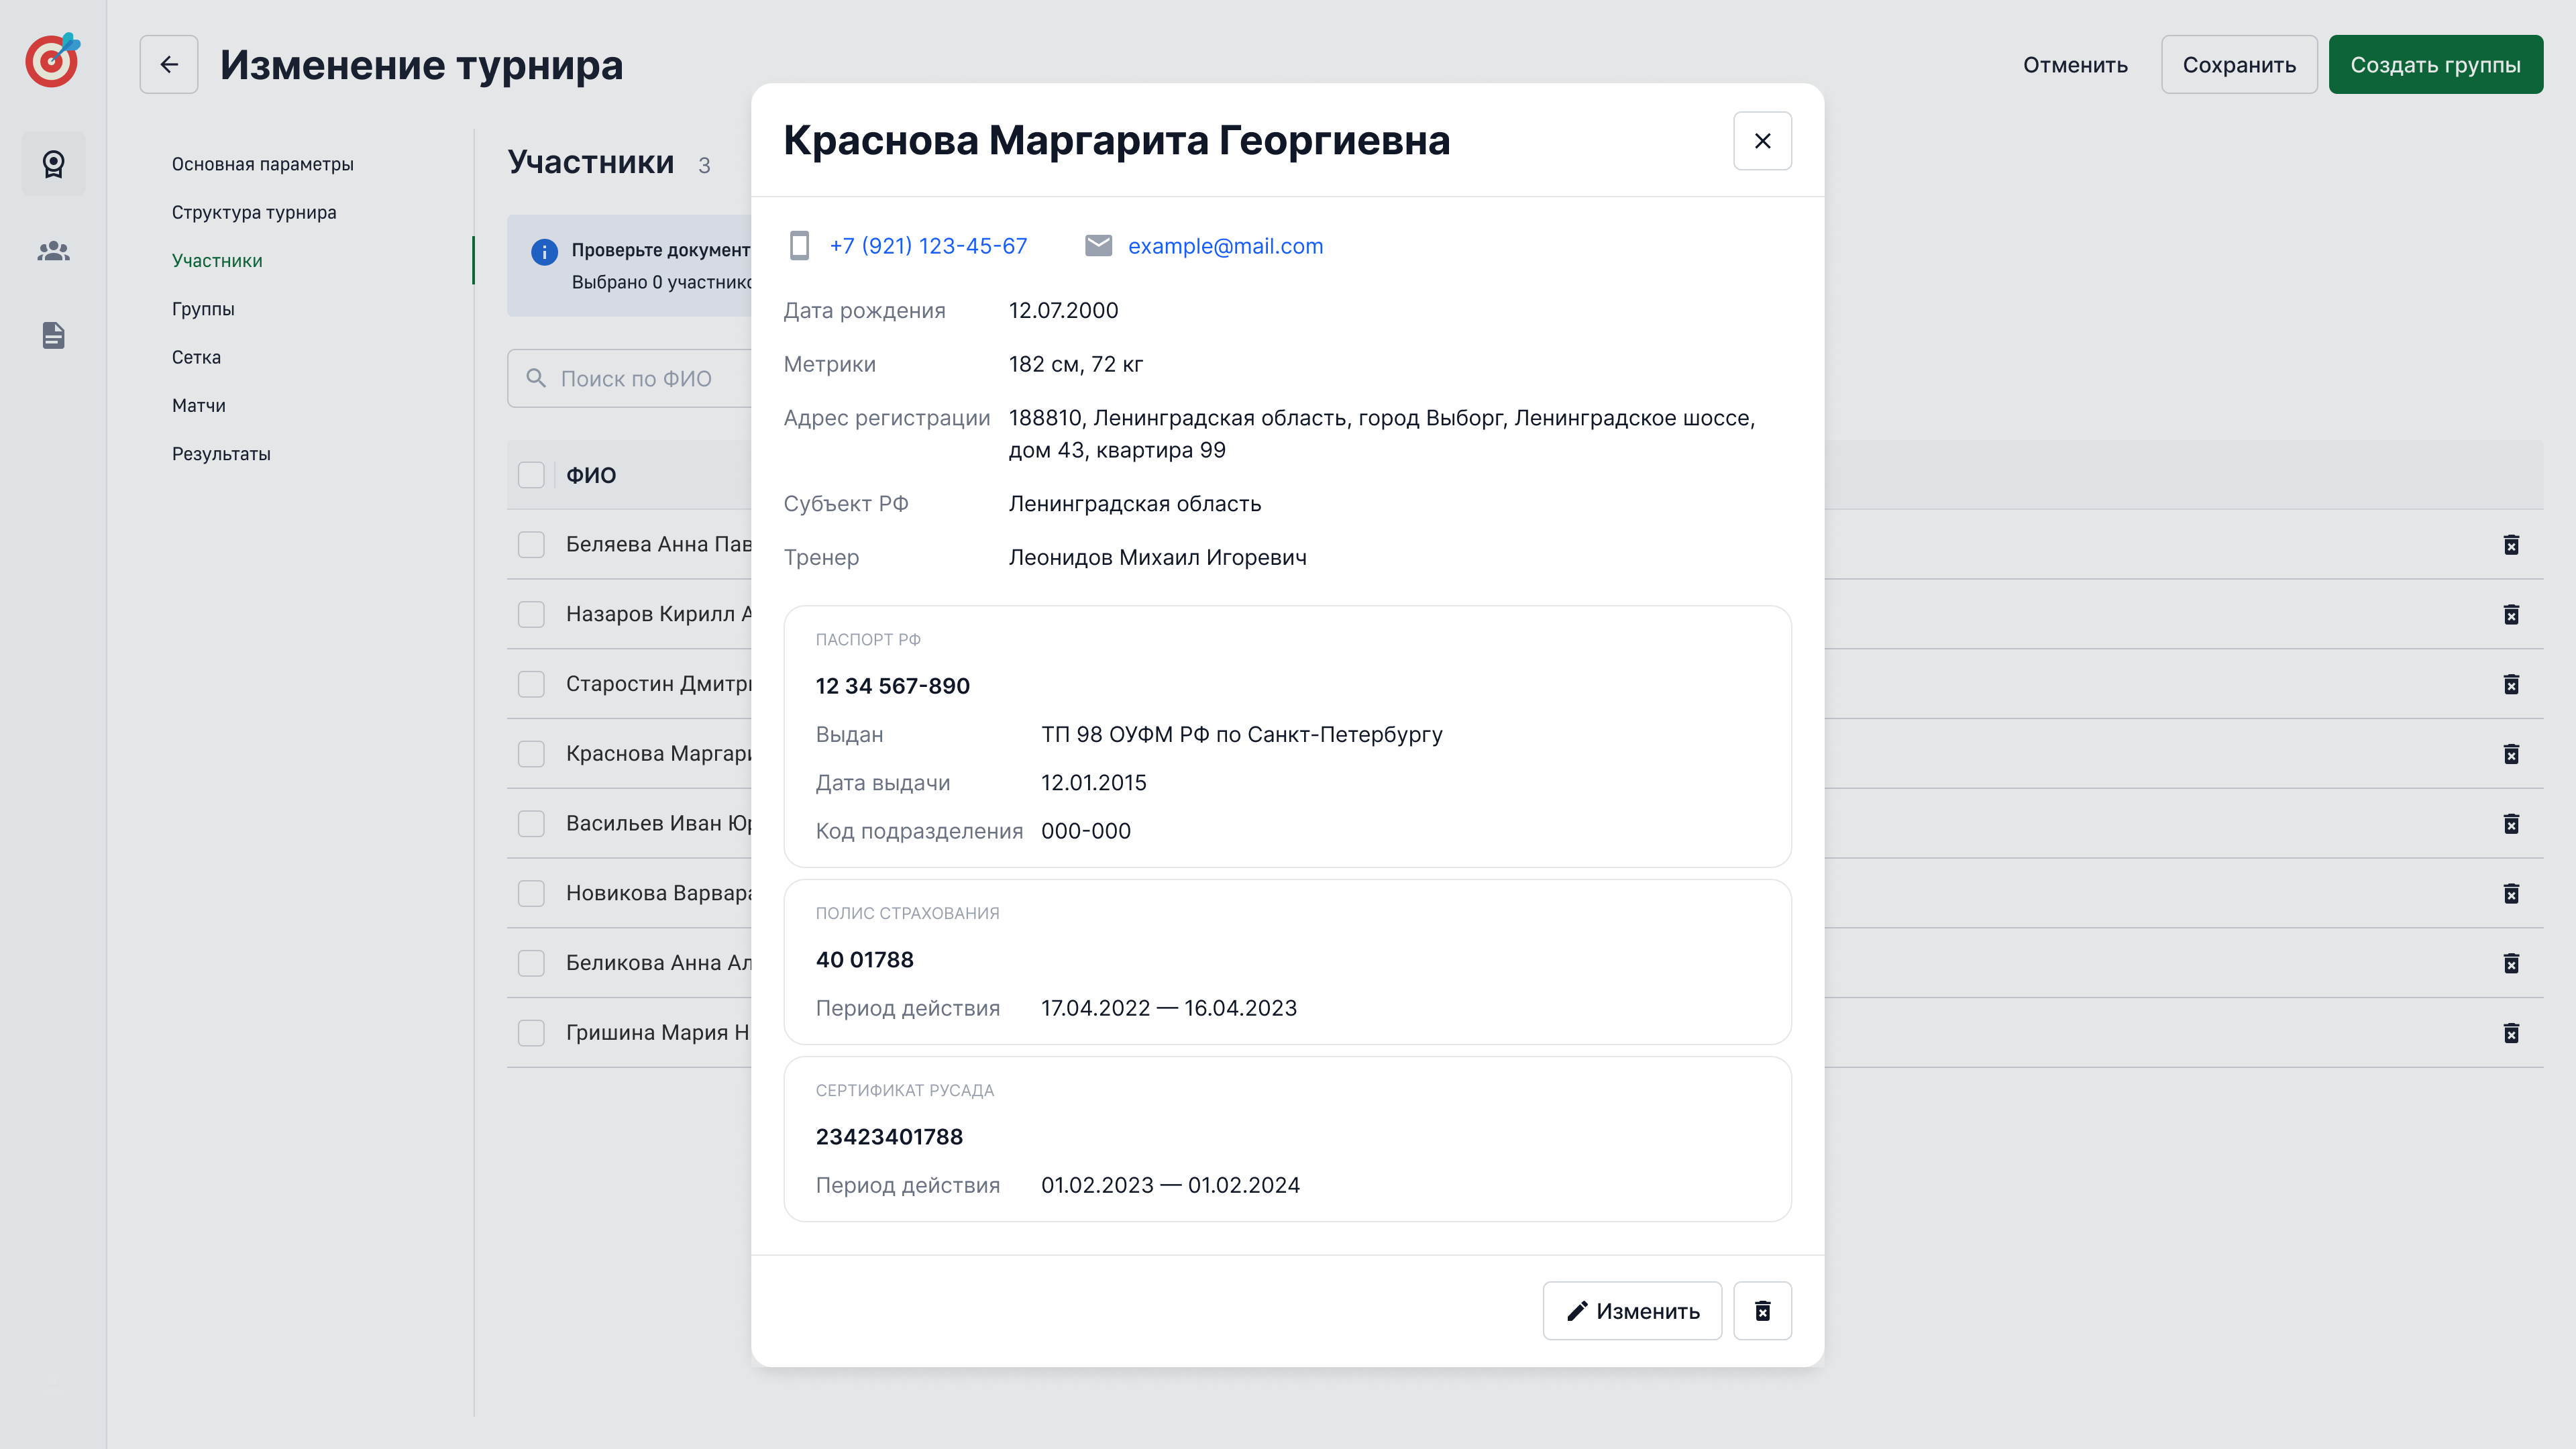 Изменение турнира
Отменить
Сохранить
Создать группы
Основная параметры
Структура турнира
Участники
Группы
Сетка
Матчи
Результаты
Участники 3
Проверьте документ
Выбрано 0 участнико
Поиск по ФИО
ФИО
Беляева Анна Пав
Назаров Кирилл А
Старостин Дмитри
Краснова Маргари
Васильев Иван Юр
Новикова Варвара
Беликова Анна Ал
Гришина Мария Н
Краснова Маргарита Георгиевна
+7 (921) 123-45-67 example@mail.com
Дата рождения 12.07.2000
Метрики 182 см, 72 кг
Адрес регистрации 188810, Ленинградская область, город Выборг, Ленинградское шоссе,
дом 43, квартира 99
Субъект РФ Ленинградская область
Тренер Леонидов Михаил Игоревич
ПАСПОРТ РФ
12 34 567-890
Выдан ТП 98 ОУФМ РФ по Санкт-Петербургу
Дата выдачи 12.01.2015
Код подразделения 000-000
ПОЛИС СТРАХОВАНИЯ
40 01788
Период действия 17.04.2022 — 16.04.2023
СЕРТИФИКАТ РУСАДА
23423401788
Период действия 01.02.2023 — 01.02.2024
Изменить